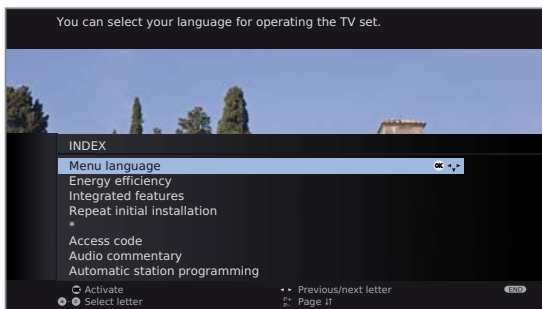 You can select your language for operating the TV set.
INDEX
Menu language OK
Energy efficiency
Integrated features
Repeat initial installation
*
Access code
Audio commentary
Automatic station programming
OK Activate ◂ ▸ Previous/next letter END
Select letter P+ P- Page ↓↑